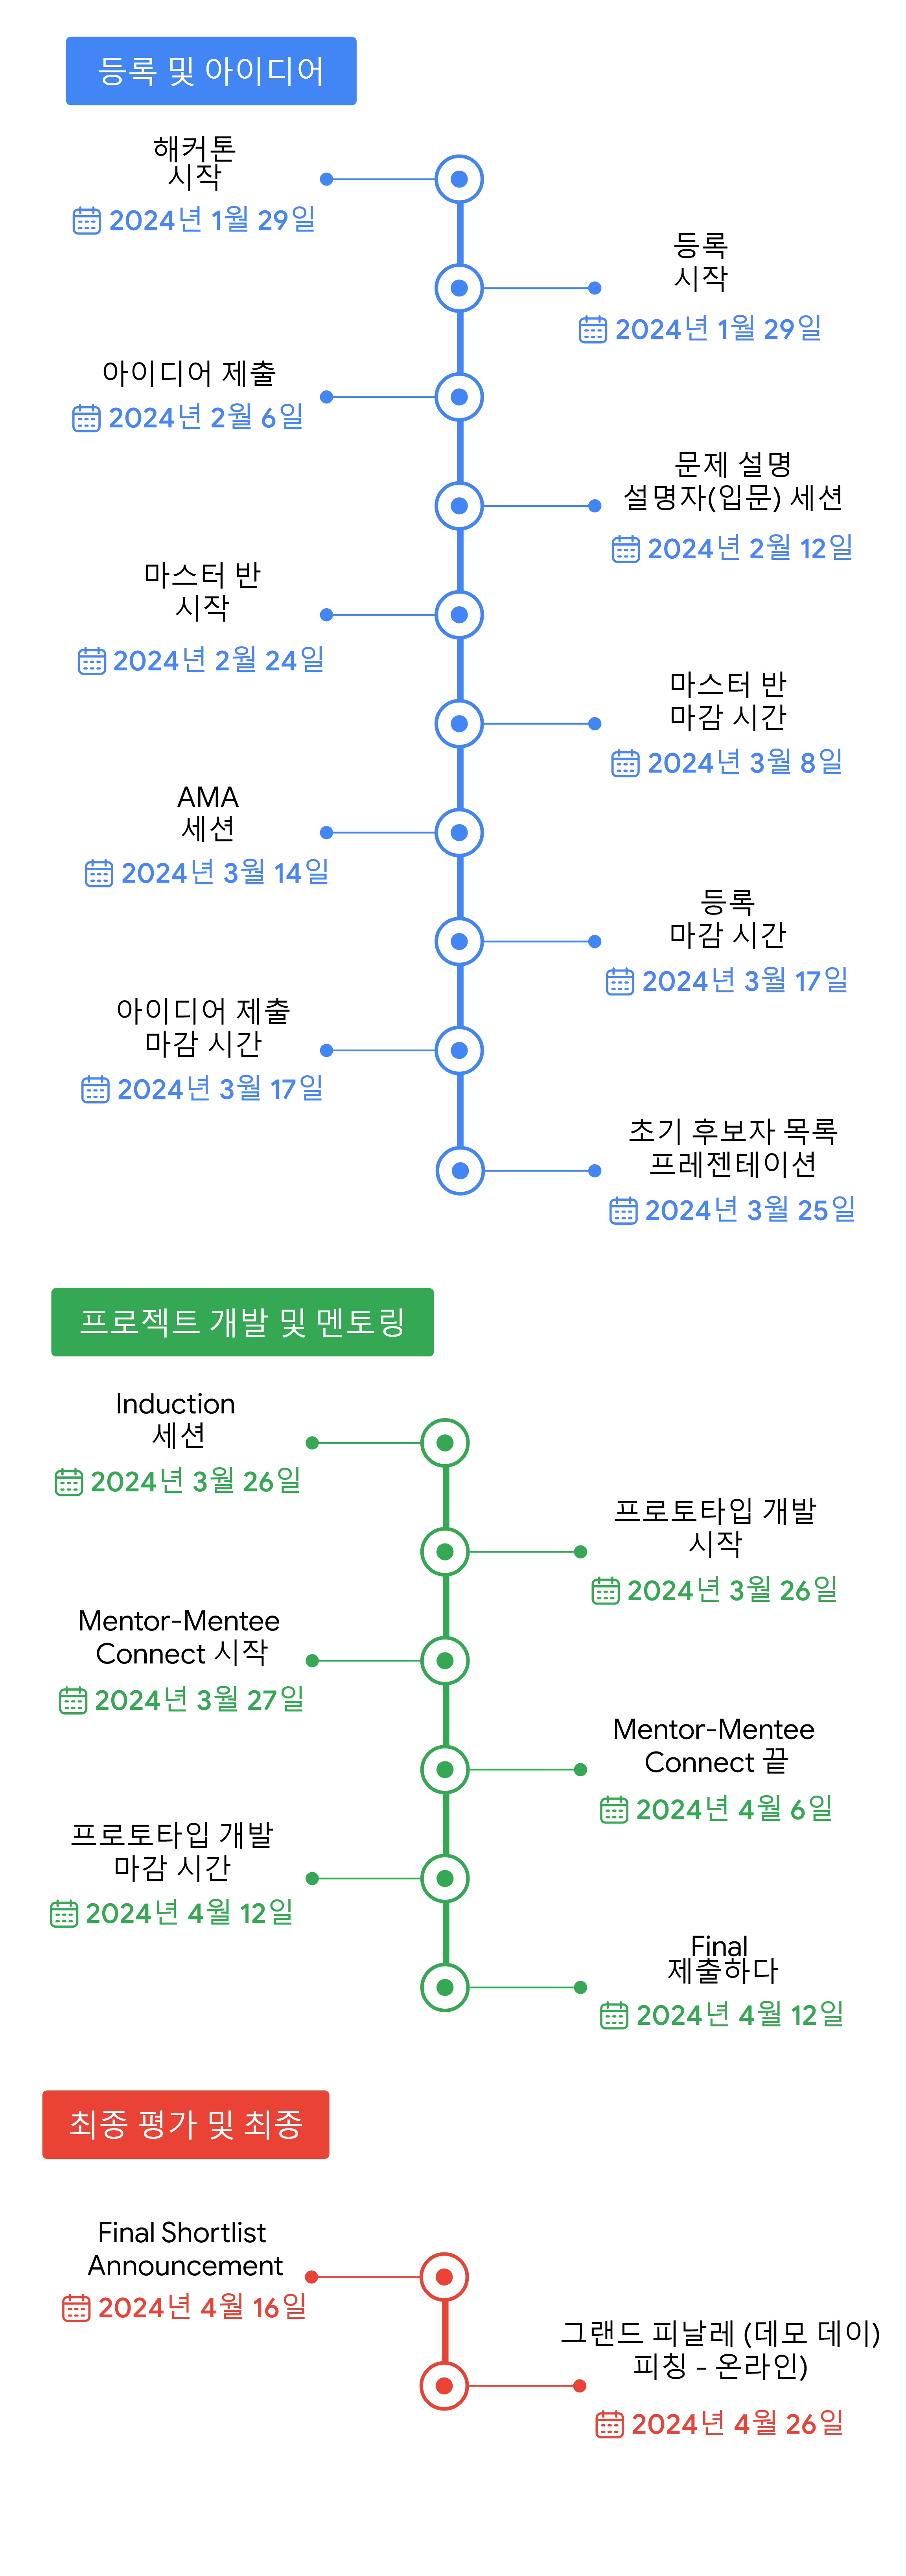 등록 및 아이디어
해커톤
시작
2024년 1월 29일
등록
시작
2024년 1월 29일
아이디어 제출
2024년 2월 6일
문제 설명
설명자(입문) 세션
2024년 2월 12일
마스터 반
시작
2024년 2월 24일
마스터 반
마감 시간
2024년 3월 8일
AMA
세션
2024년 3월 14일
등록
마감 시간
2024년 3월 17일
아이디어 제출
마감 시간
2024년 3월 17일
초기 후보자 목록
프레젠테이션
2024년 3월 25일
프로젝트 개발 및 멘토링
Induction
세션
2024년 3월 26일
프로토타입 개발
시작
2024년 3월 26일
Mentor-Mentee
Connect 시작
2024년 3월 27일
Mentor-Mentee
Connect 끝
2024년 4월 6일
프로토타입 개발
마감 시간
2024년 4월 12일
Final
제출하다
2024년 4월 12일
최종 평가 및 최종
Final Shortlist
Announcement
2024년 4월 16일
그랜드 피날레 (데모 데이)
피칭 - 온라인)
2024년 4월 26일